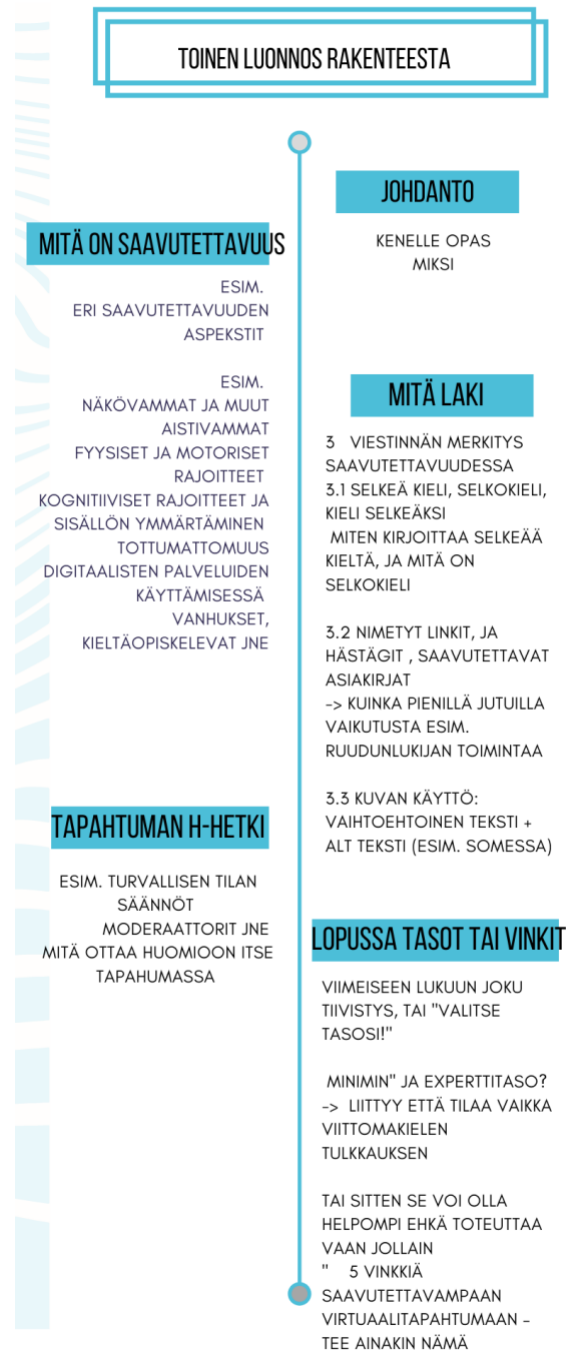 TOINEN LUONNOS RAKENTEESTA
JOHDANTO
KENELLE OPAS
MIKSI
MITÄ ON SAAVUTETTAVUUS
ESIM.
ERI SAAVUTETTAVUUDEN
ASPEKSTIT
ESIM.
NÄKÖVAMMAT JA MUUT
AISTIVAMMAT
FYYSISET JA MOTORISET
RAJOITTEET
KOGNITIIVISET RAJOITTEET JA
SISÄLLÖN YMMÄRTÄMINEN
TOTTUMATTOMUUS
DIGITAALISTEN PALVELUIDEN
KÄYTTÄMISESSÄ
VANHUKSET,
KIELTÄOPISKELEVAT JNE
MITÄ LAKI
3 VIESTINNÄN MERKITYS
SAAVUTETTAVUUDESSA
3.1 SELKEÄ KIELI, SELKOKIELI,
KIELI SELKEÄKSI
MITEN KIRJOITTAA SELKEÄÄ
KIELTÄ, JA MITÄ ON
SELKOKIELI
3.2 NIMETYT LINKIT, JA
HÄSTÄGIT , SAAVUTETTAVAT
ASIAKIRJAT
-> KUINKA PIENILLÄ JUTUILLA
VAIKUTUSTA ESIM.
RUUDUNLUKIJAN TOIMINTAA
3.3 KUVAN KÄYTTÖ:
VAIHTOEHTOINEN TEKSTI +
ALT TEKSTI (ESIM. SOMESSA)
TAPAHTUMAN H-HETKI
ESIM. TURVALLISEN TILAN
SÄÄNNÖT
MODERAATTORIT JNE
MITÄ OTTAA HUOMIOON ITSE
TAPAHUMASSA
LOPUSSA TASOT TAI VINKIT
VIIMEISEEN LUKUUN JOKU
TIIVISTYS, TAI "VALITSE
TASOSI!"
MINIMIN" JA EXPERTTITASO?
-> LIITTYY ETTÄ TILAA VAIKKA
VIITTOMAKIELEN
TULKKAUKSEN
TAI SITTEN SE VOI OLLA
HELPOMPI EHKÄ TOTEUTTAA
VAAN JOLLAIN
" 5 VINKKIÄ
SAAVUTETTAVAMPAAN
VIRTUAALITAPAHTUMAAN -
TEE AINAKIN NÄMÄ